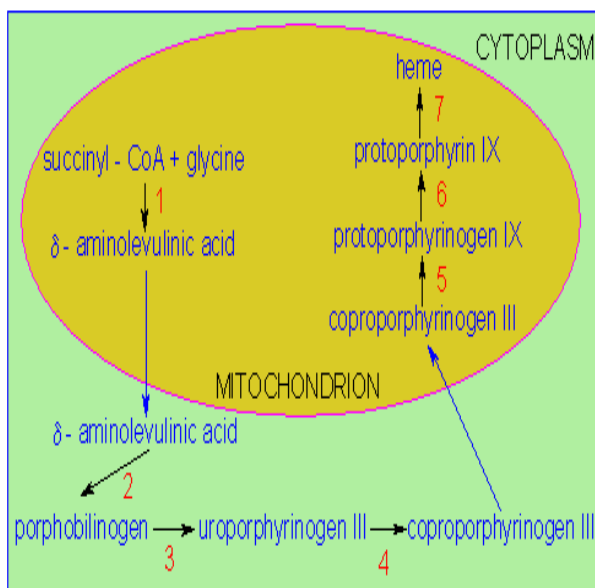 CYTOPLASM
heme
7
succinyl - CoA + glycine
protoporphyrin IX
1
6
δ - aminolevulinic acid
protoporphyrinogen IX
5
coproporphyrinogen III
MITOCHONDRION
δ - aminolevulinic acid
2
porphobilinogen
uroporphyrinogen III
coproporphyrinogen III
3
4